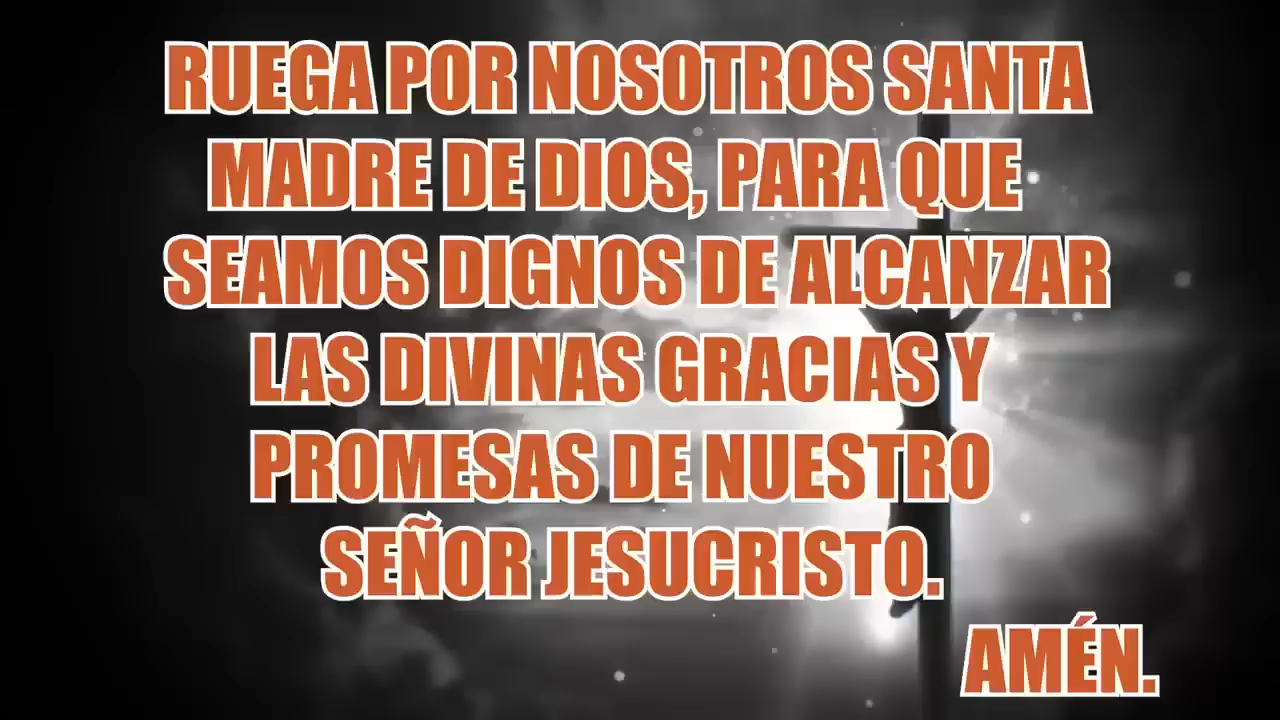 RUEGA POR NOSOTROS SANTA
MADRE DE DIOS, PARA QUE
SEAMOS DIGNOS DE ALCANZAR
LAS DIVINAS GRACIAS Y
PROMESAS DE NUESTRO
SEÑOR JESUCRISTO.
AMÉN.